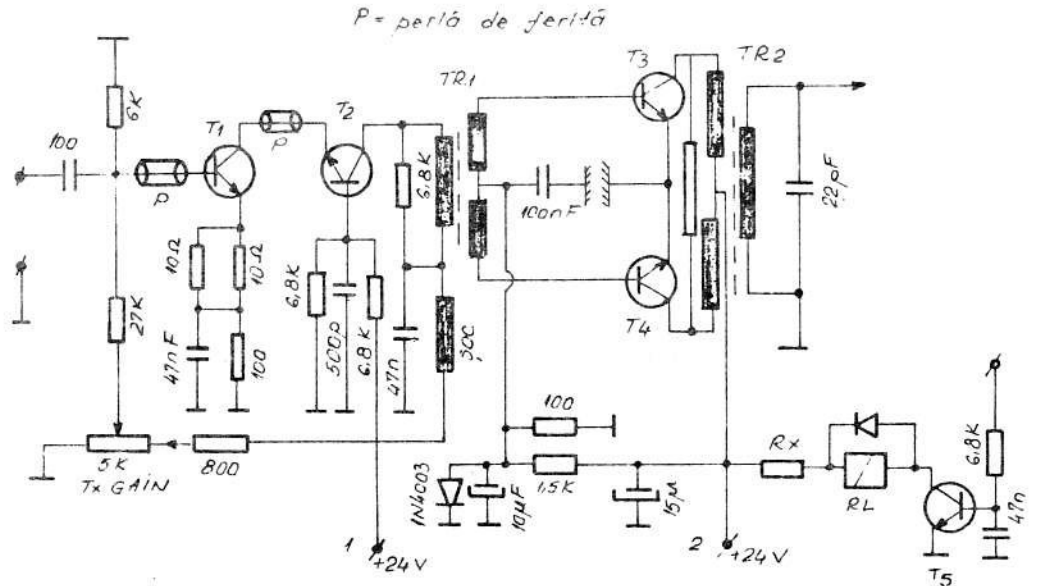 P = perlă de ferită
6K
100
T1
P
P
T2
6,8K
TR.1
T3
TR2
100nF
22pF
10Ω
10Ω
27K
47nF
100
6,8K
500p
6.8K
47n
T4
5K
Tx GAIN
800
100
1,5K
1N4003
10µF
15µ
Rx
RL
6,8K
47n
T5
1
+24V
2
+24V